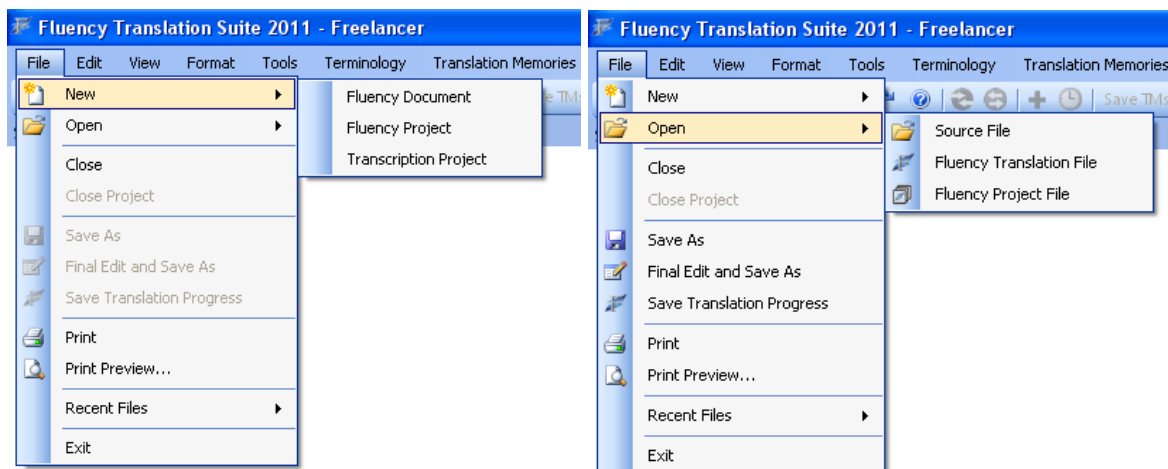 Fluency Translation Suite 2011 - Freelancer
File Edit View Format Tools Terminology Translation Memories
New
Fluency Document
Fluency Project
Transcription Project
Open
Close
Close Project
Save As
Final Edit and Save As
Save Translation Progress
Print
Print Preview...
Recent Files
Exit
Fluency Translation Suite 2011 - Freelancer
File Edit View Format Tools Terminology Translation Memories
Save TMs
New
Open
Source File
Fluency Translation File
Fluency Project File
Close
Close Project
Save As
Final Edit and Save As
Save Translation Progress
Print
Print Preview...
Recent Files
Exit